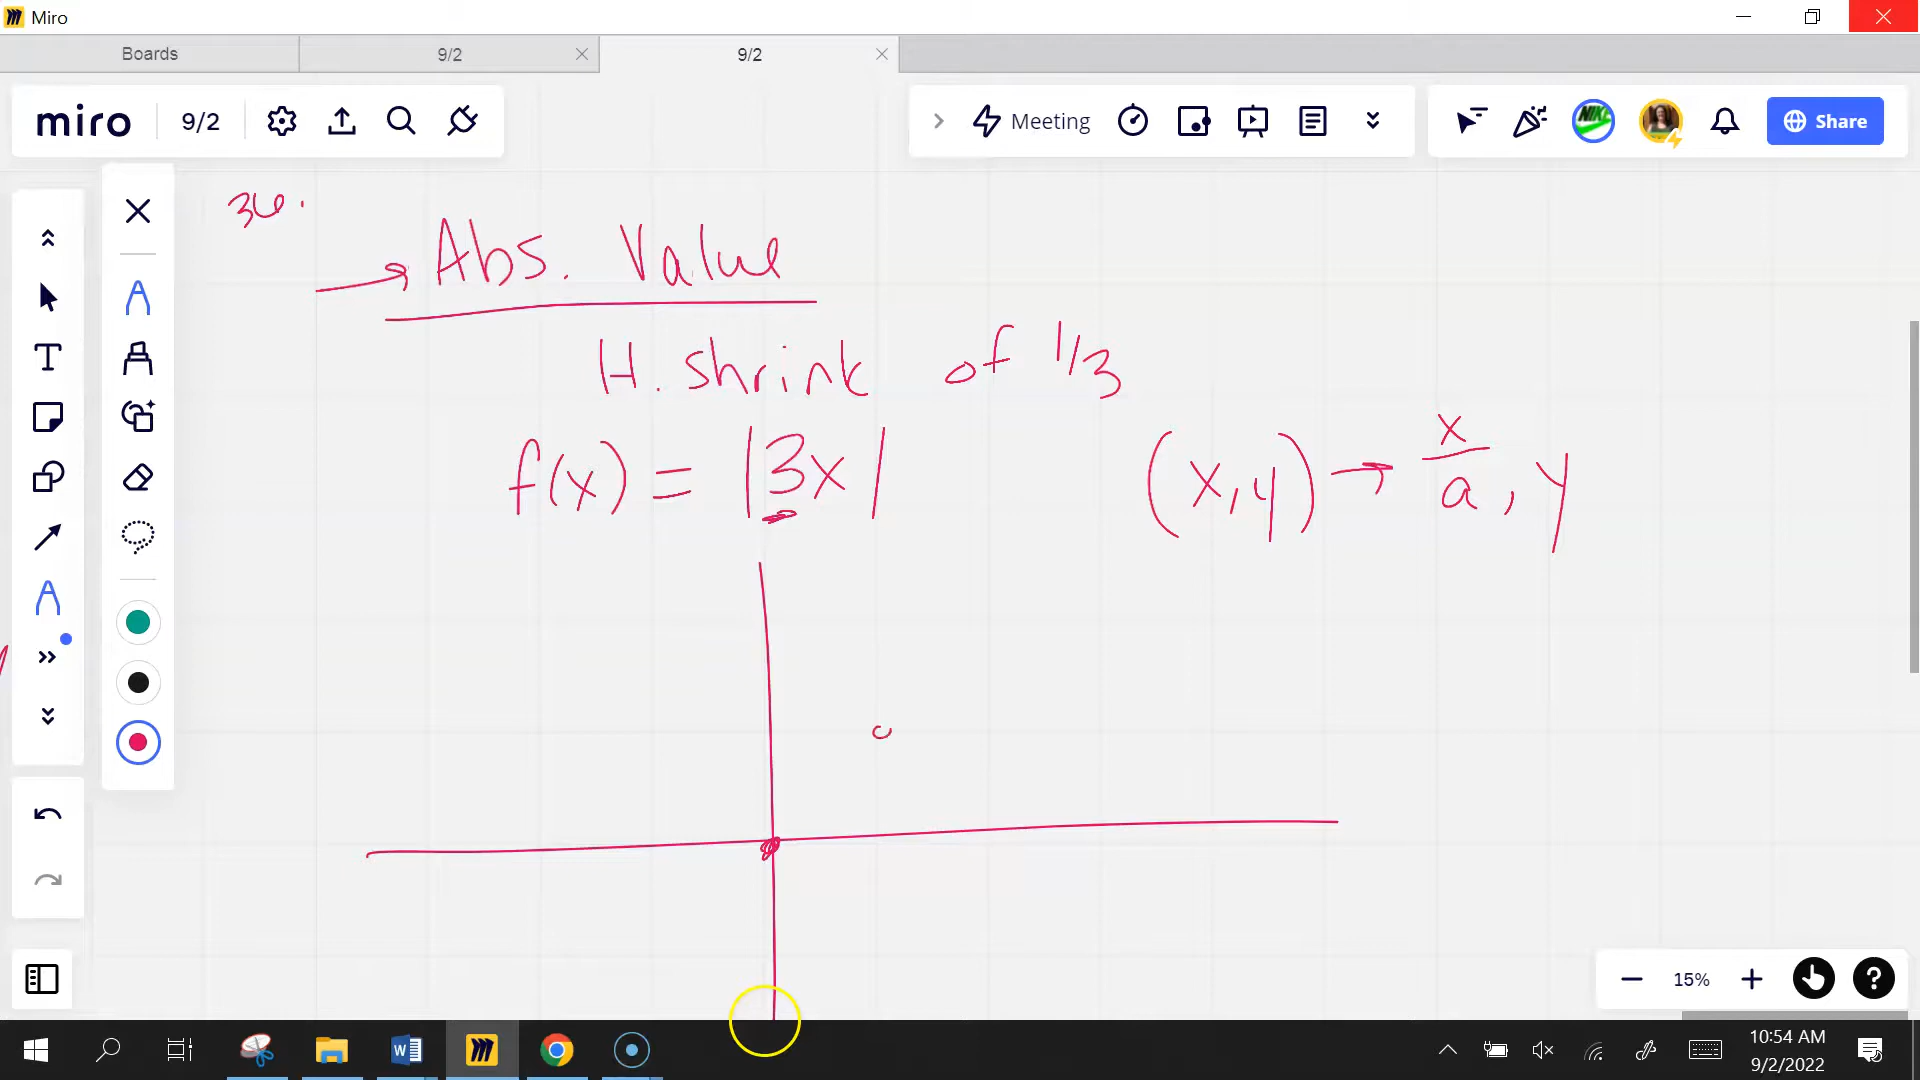 Miro
Boards
9/2
9/2
miro
9/2
Meeting
Share
36.
→ Abs. Value
H. shrink of 1/3
f(x) = |3x|
(x,y) → x/a, y
15%
10:54 AM
9/2/2022